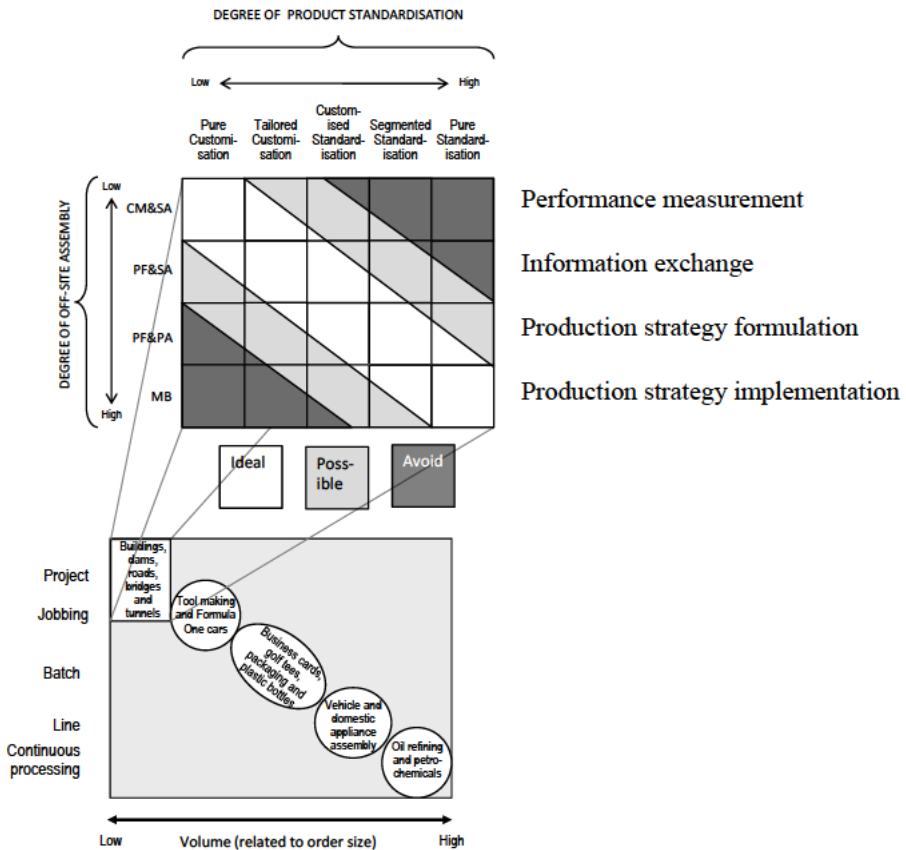 DEGREE OF PRODUCT STANDARDISATION
Low
High
Pure
Customi-
sation
Tailored
Customi-
sation
Custom-
ised
Standard-
isation
Segmented
Standard-
isation
Pure
Standard-
isation
DEGREE OF OFF-SITE ASSEMBLY
Low
High
CM&SA
PF&SA
PF&PA
MB
Performance measurement
Information exchange
Production strategy formulation
Production strategy implementation
Ideal
Poss-
ible
Avoid
Project
Jobbing
Batch
Line
Continuous
processing
Buildings,
dams,
roads,
bridges
and
tunnels
Tool making
and Formula
One cars
Business cards,
golf tees,
packaging and
plastic bottles
Vehicle and
domestic
appliance
assembly
Oil refining
and petro-
chemicals
Low
Volume (related to order size)
High